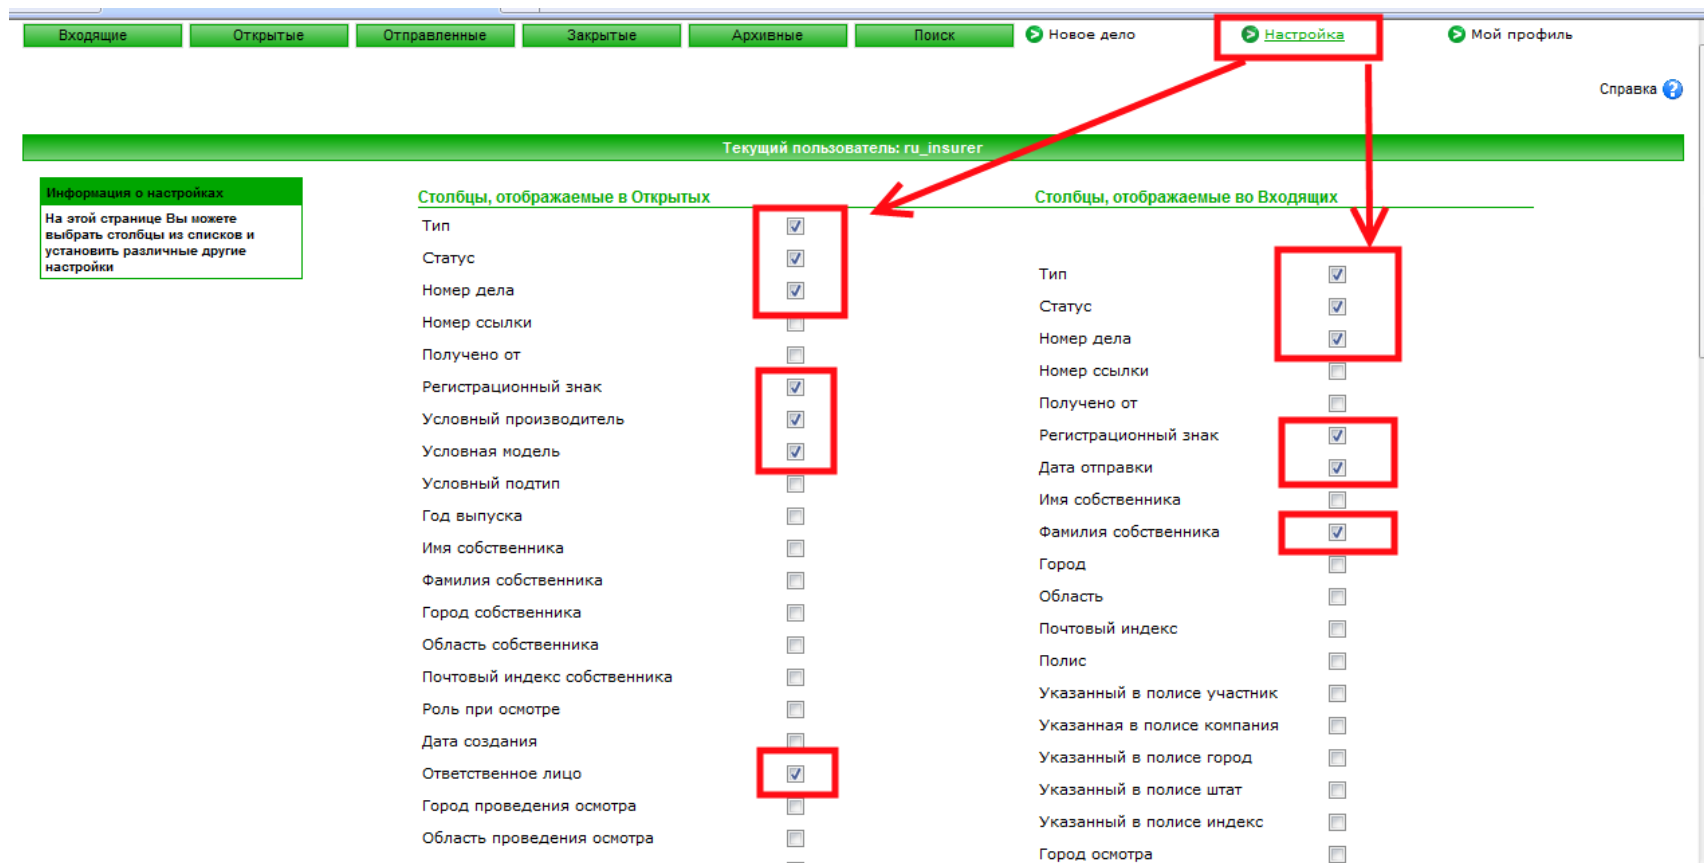 Входящие
Открытые
Отправленные
Закрытые
Архивные
Поиск
Новое дело
Настройка
Мой профиль
Справка
Текущий пользователь: ru_insurer
Информация о настройках
На этой странице Вы можете
выбрать столбцы из списков и
установить различные другие
настройки
Столбцы, отображаемые в Открытых
Тип
Статус
Номер дела
Номер ссылки
Получено от
Регистрационный знак
Условный производитель
Условная модель
Условный подтип
Год выпуска
Имя собственника
Фамилия собственника
Город собственника
Область собственника
Почтовый индекс собственника
Роль при осмотре
Дата создания
Ответственное лицо
Город проведения осмотра
Область проведения осмотра
Столбцы, отображаемые во Входящих
Тип
Статус
Номер дела
Номер ссылки
Получено от
Регистрационный знак
Дата отправки
Имя собственника
Фамилия собственника
Город
Область
Почтовый индекс
Полис
Указанный в полисе участник
Указанная в полисе компания
Указанный в полисе город
Указанный в полисе штат
Указанный в полисе индекс
Город осмотра